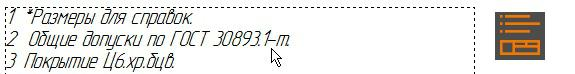 1 *Размеры для справок.
2 Общие допуски по ГОСТ 30893.1-m.
3 Покрытие Ц6.хр.бцв.